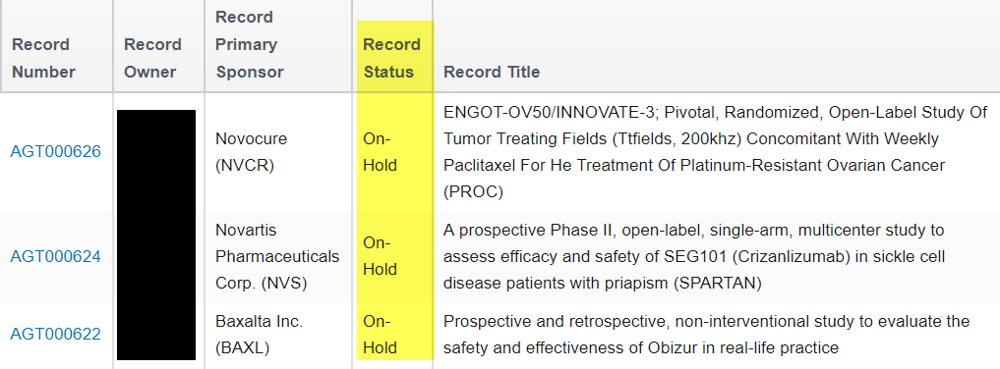 Record Number
Record Owner
Record Primary Sponsor
Record Status
Record Title
AGT000626
Novocure
(NVCR)
On-
Hold
ENGOT-OV50/INNOVATE-3; Pivotal, Randomized, Open-Label Study Of
Tumor Treating Fields (Ttfields, 200khz) Concomitant With Weekly
Paclitaxel For He Treatment Of Platinum-Resistant Ovarian Cancer
(PROC)
AGT000624
Novartis
Pharmaceuticals
Corp. (NVS)
On-
Hold
A prospective Phase II, open-label, single-arm, multicenter study to
assess efficacy and safety of SEG101 (Crizanlizumab) in sickle cell
disease patients with priapism (SPARTAN)
AGT000622
Baxalta Inc.
(BAXL)
On-
Hold
Prospective and retrospective, non-interventional study to evaluate the
safety and effectiveness of Obizur in real-life practice